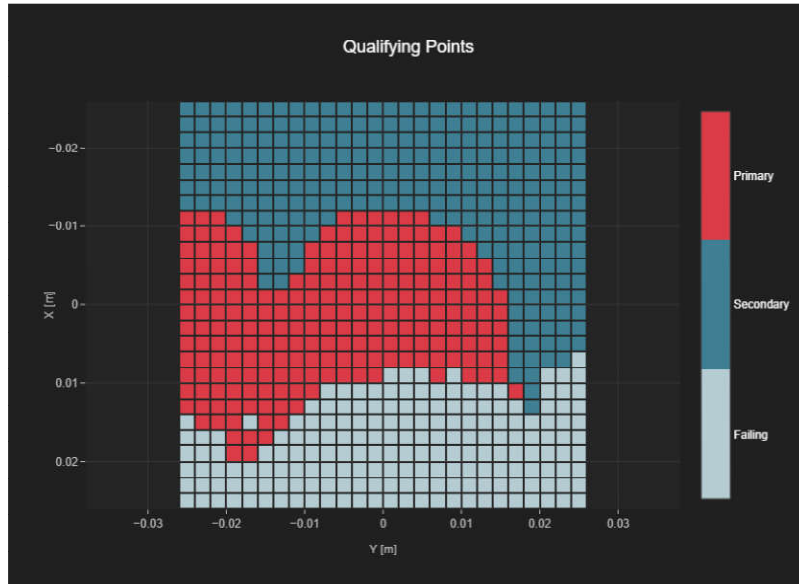 Qualifying Points
−0.02
−0.01
0
0.01
0.02
X [m]
−0.03
−0.02
−0.01
0
0.01
0.02
0.03
Y [m]
Primary
Secondary
Failing